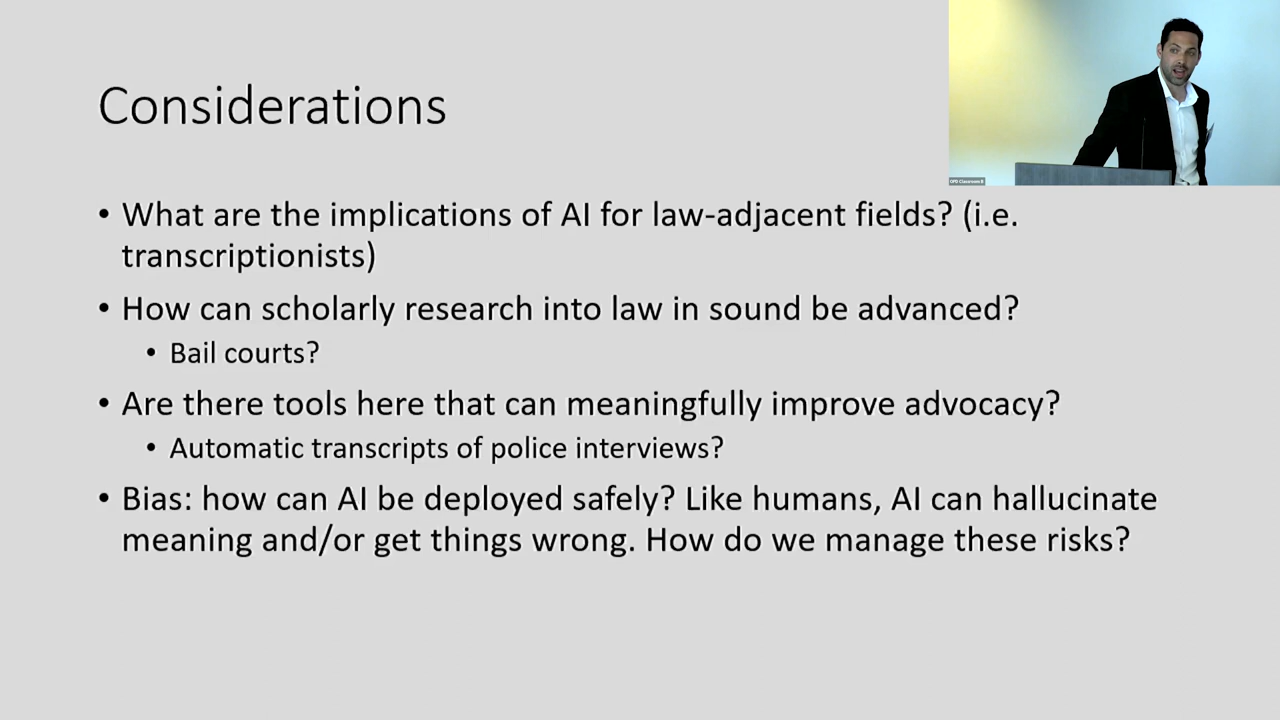 Considerations
• What are the implications of AI for law-adjacent fields? (i.e.
transcriptionists)
• How can scholarly research into law in sound be advanced?
• Bail courts?
• Are there tools here that can meaningfully improve advocacy?
• Automatic transcripts of police interviews?
• Bias: how can AI be deployed safely? Like humans, AI can hallucinate
meaning and/or get things wrong. How do we manage these risks?